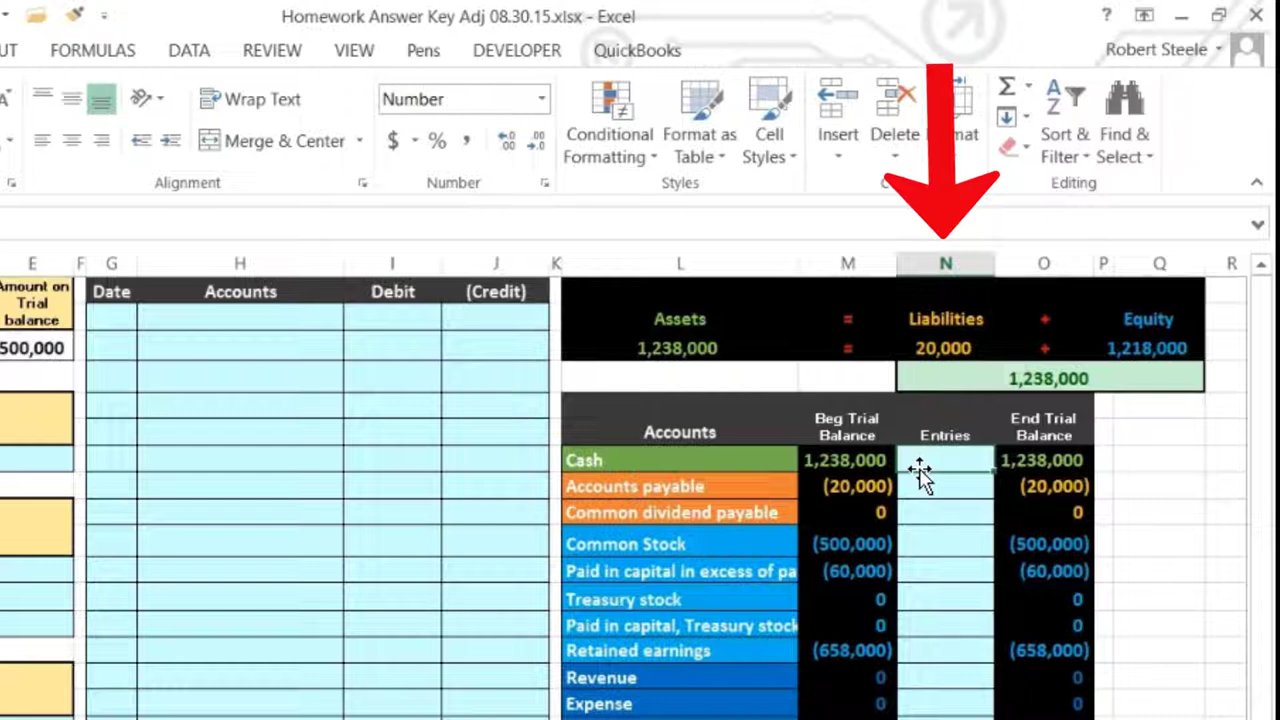 Homework Answer Key Adj 08.30.15.xlsx - Excel
?
UT FORMULAS DATA REVIEW VIEW Pens DEVELOPER QuickBooks Robert Steele
Wrap Text
Merge & Center
Number
$ % ,
Conditional Formatting
Format as Table
Cell Styles
Insert
Delete
Σ
Sort & Filter
Find & Select
Alignment Number Styles Editing
E F G H I J K L M N O P Q R
Amount on
Trial
balance
500,000
Date Accounts Debit (Credit)
Assets = Liabilities + Equity
1,238,000 = 20,000 + 1,218,000
1,238,000
Accounts Beg Trial Balance Entries End Trial Balance
Cash 1,238,000 1,238,000
Accounts payable (20,000) (20,000)
Common dividend payable 0 0
Common Stock (500,000) (500,000)
Paid in capital in excess of pa (60,000) (60,000)
Treasury stock 0 0
Paid in capital, Treasury stock 0 0
Retained earnings (658,000) (658,000)
Revenue 0 0
Expense 0 0